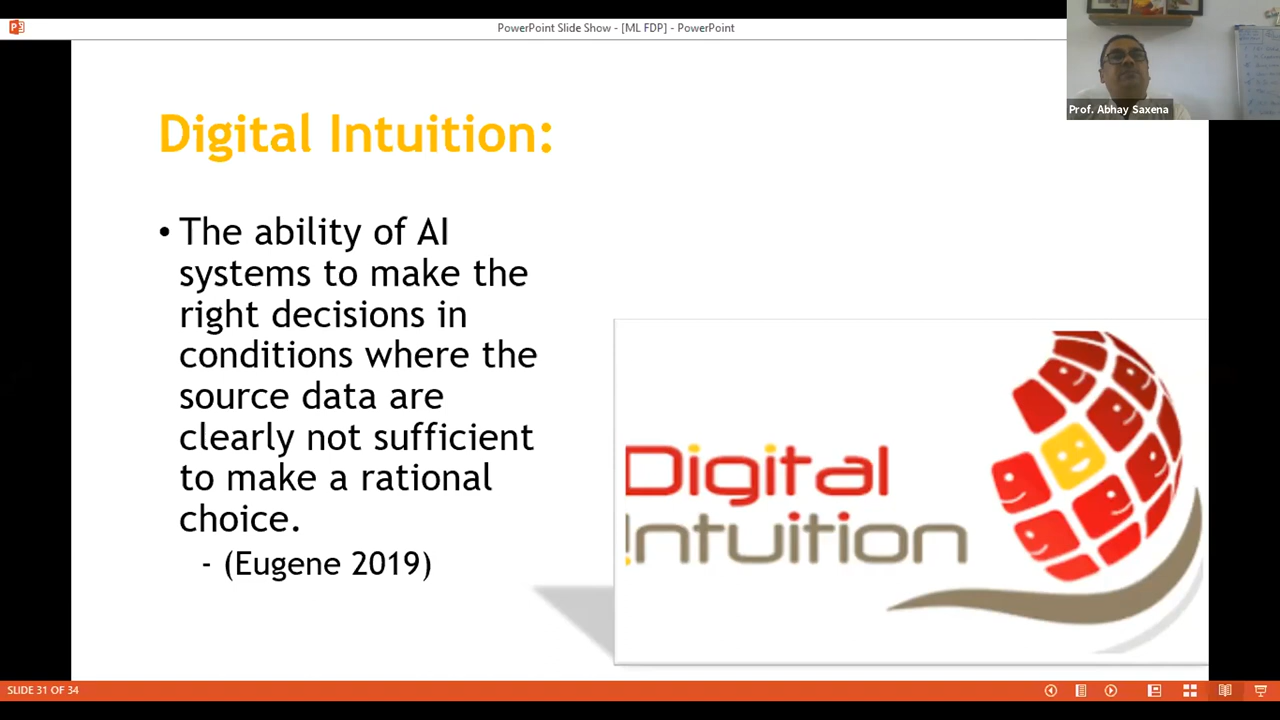 PowerPoint Slide Show - [ML FDP] - PowerPoint
Prof. Abhay Saxena
Digital Intuition:
• The ability of AI
systems to make the
right decisions in
conditions where the
source data are
clearly not sufficient
to make a rational
choice.
- (Eugene 2019)
Digital
Intuition
SLIDE 31 OF 34